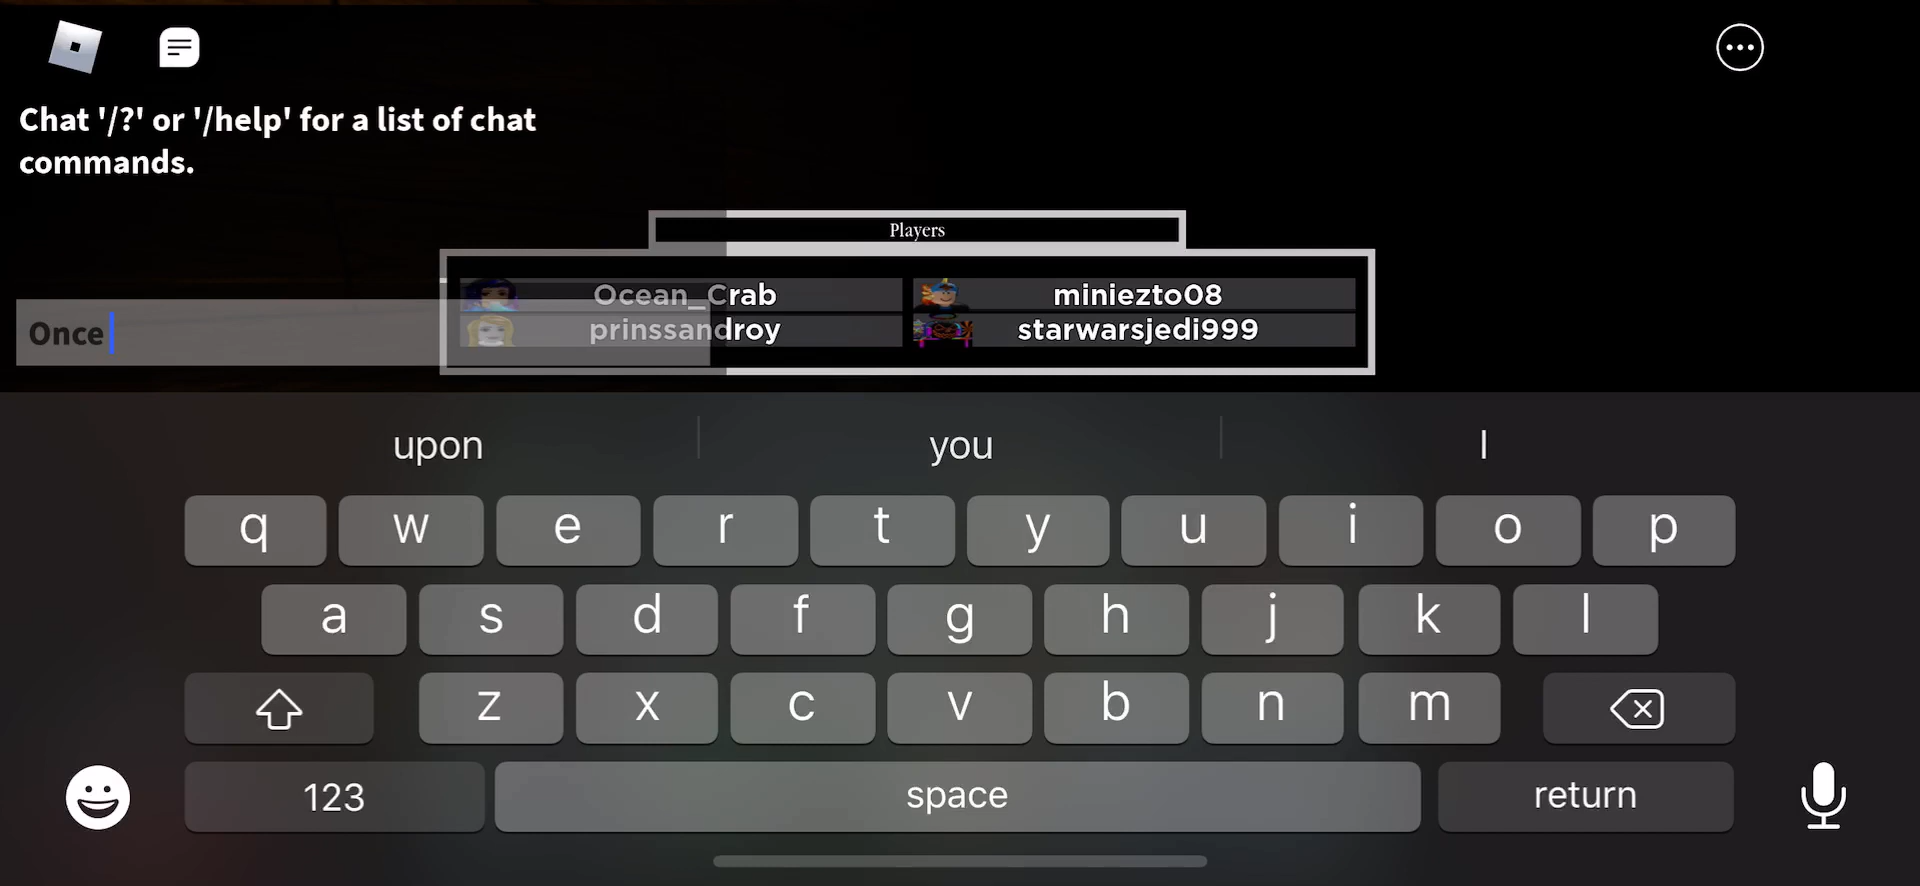 Chat '/?' or '/help' for a list of chat
commands.
Players
Ocean_Crab miniezto08
prinssandroy starwarsjedi999
Once
upon you I
q w e r t y u i o p
a s d f g h j k l
z x c v b n m
123 space return